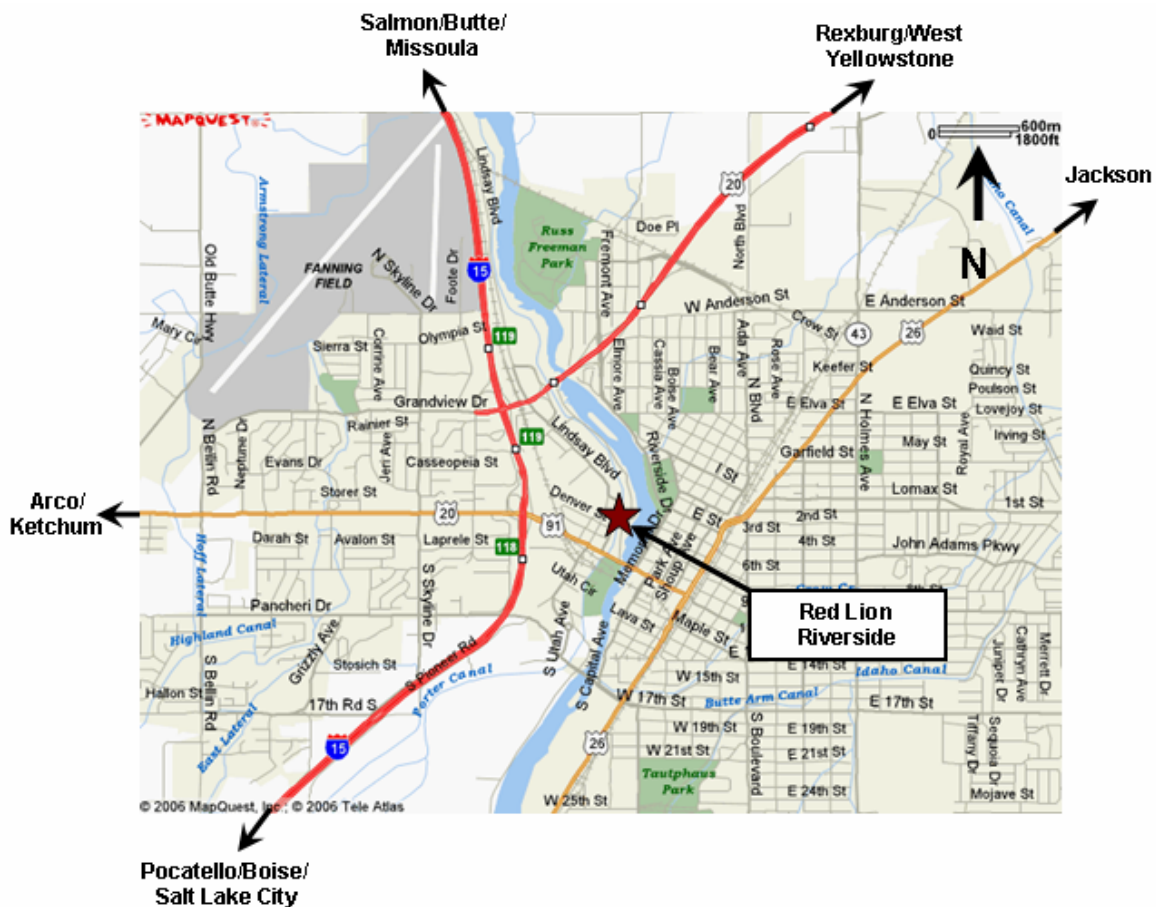 Salmon/Butte/
Missoula
Rexburg/West
Yellowstone
MAPQUEST
600m
0
1800ft
Jackson
Lindsay Blvd
20
Idaho Canal
Armstrong Lateral
Old Butte Hwy
Russ
Freeman
Park
Doe Pl
Fremont Ave
North Blvd
N
FANNING
FIELD
N Skyline Dr
Foote Dr
15
W Anderson St
E Anderson St
Mary Cir
Olympia St
119
Crow St
43
26
Waid St
Sierra St
Corrine Ave
Elmore Ave
Cassia Ave
Boise Ave
Bear Ave
Ada Ave
N Blvd
Rose Ave
Keefer St
Quincy St
Poulson St
Grandview Dr
E Elva St
E Elva St
Lovejoy St
N Bellin Rd
Neptune Dr
Rainier St
Jeri Ave
119
Lindsay Blvd
Riverside Dr
N Holmes Ave
May St
Royal Ave
Irving St
Evans Dr
Casseopeia St
I St
Garfield St
Storer St
Denver St
Lomax St
1st St
Arco/
Ketchum
20
91
E St
2nd St
3rd St
4th St
Darah St
Avalon St
Laprele St
118
Memorial Dr
Park Ave
Shoup Ave
John Adams Pkwy
Hoff Lateral
6th St
Utah Cir
Pancheri Dr
S Skyline Dr
Red Lion
Riverside
Highland Canal
Grizzly Ave
S Utah Ave
Lava St
Maple St
Stosich St
S Pioneer Rd
Porter Canal
S Capital Ave
E 14th St
W 15th St
Idaho Canal
Juniper Dr
Cathryn Ave
Merrett Dr
Hallon St
S Bellin Rd
17th Rd S
W 17th St
Butte Arm Canal
E 17th St
East Lateral
15
26
W 19th St
S Boulevard
E 19th St
W 21st St
E 21st St
Tiffany Dr
Sequoia Dr
Tautphaus
Park
E 24th St
Mojave St
W 25th St
© 2006 MapQuest, Inc.; © 2006 Tele Atlas
Pocatello/Boise/
Salt Lake City